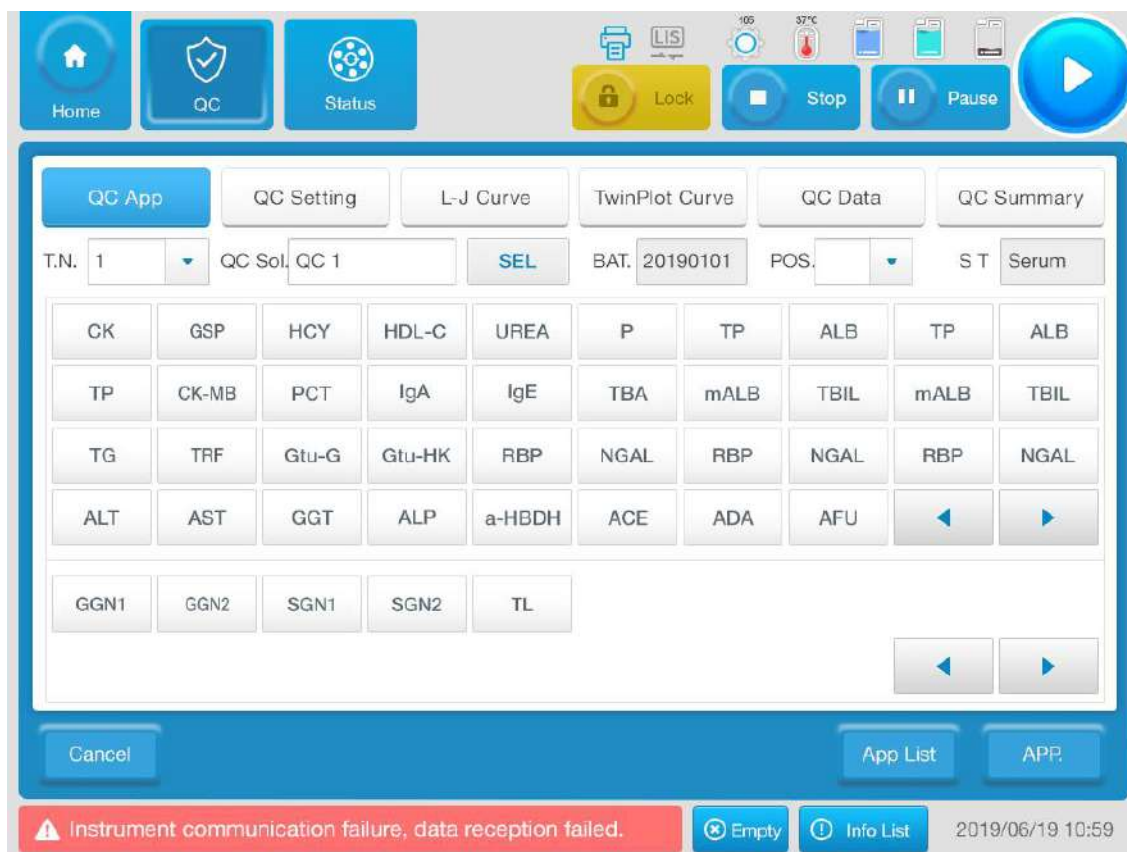 105 37℃
LIS
Home QC Status Lock Stop Pause
QC App QC Setting L-J Curve TwinPlot Curve QC Data QC Summary
T.N. 1 QC Sol. QC 1 SEL BAT. 20190101 POS. S T Serum
CK GSP HCY HDL-C UREA P TP ALB TP ALB
TP CK-MB PCT IgA IgE TBA mALB TBIL mALB TBIL
TG TRF Gtu-G Gtu-HK RBP NGAL RBP NGAL RBP NGAL
ALT AST GGT ALP a-HBDH ACE ADA AFU
GGN1 GGN2 SGN1 SGN2 TL
Cancel App List APP.
Instrument communication failure, data reception failed. Empty Info List 2019/06/19 10:59